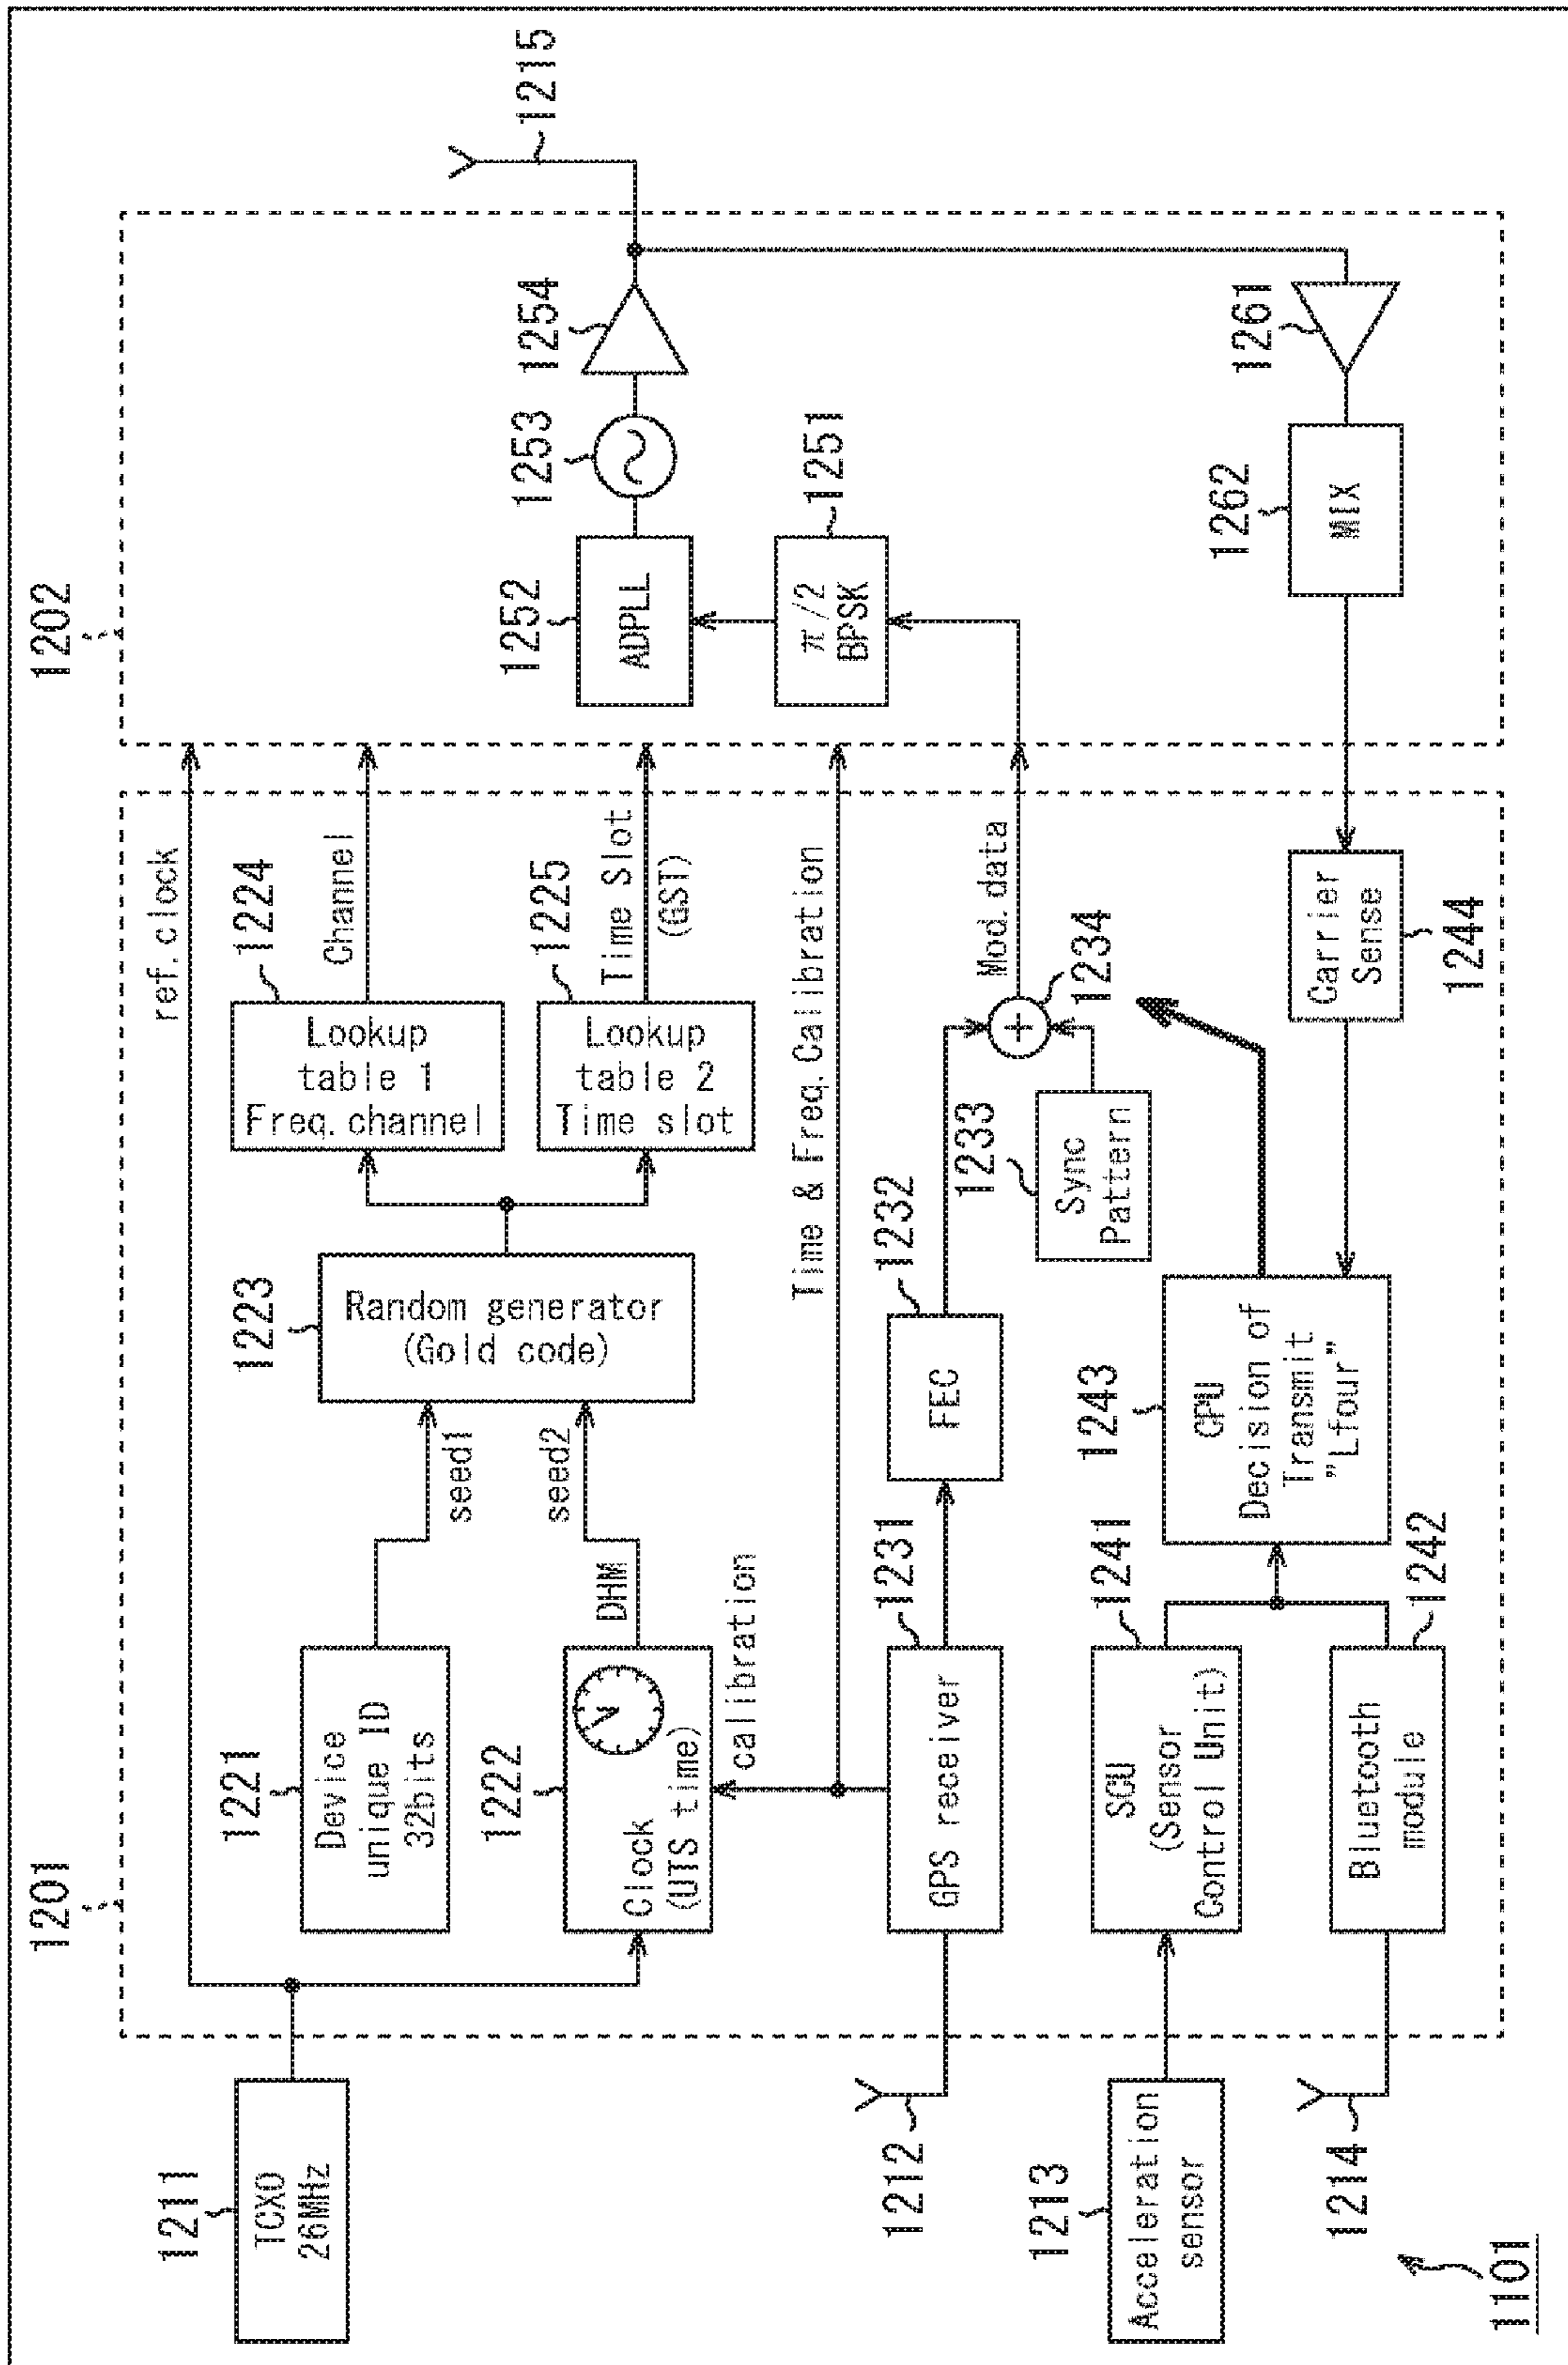 1201
1202
1211
TCXO
26MHz
ref.clock
1221
Device
unique ID
32bits
seed1
1222
Clock
(UTS time)
DHM
seed2
calibration
1223
Random generator
(Gold code)
1224
Lookup
table 1
Freq.channel
Channel
1225
Lookup
table 2
Time slot
Time Slot
(GST)
Time & Freq.Calibration
1212
1231
GPS receiver
1232
FEC
1233
Sync
Pattern
1234
+
Mod.data
1213
Acceleration
sensor
1241
SCU
(Sensor
Control Unit)
1214
1242
Bluetooth
module
1243
CPU
Decision of
Transmit
"Lfour"
1244
Carrier
Sense
1251
π/2
BPSK
1252
ADPLL
1253
1254
1215
1261
1262
MIX
1101